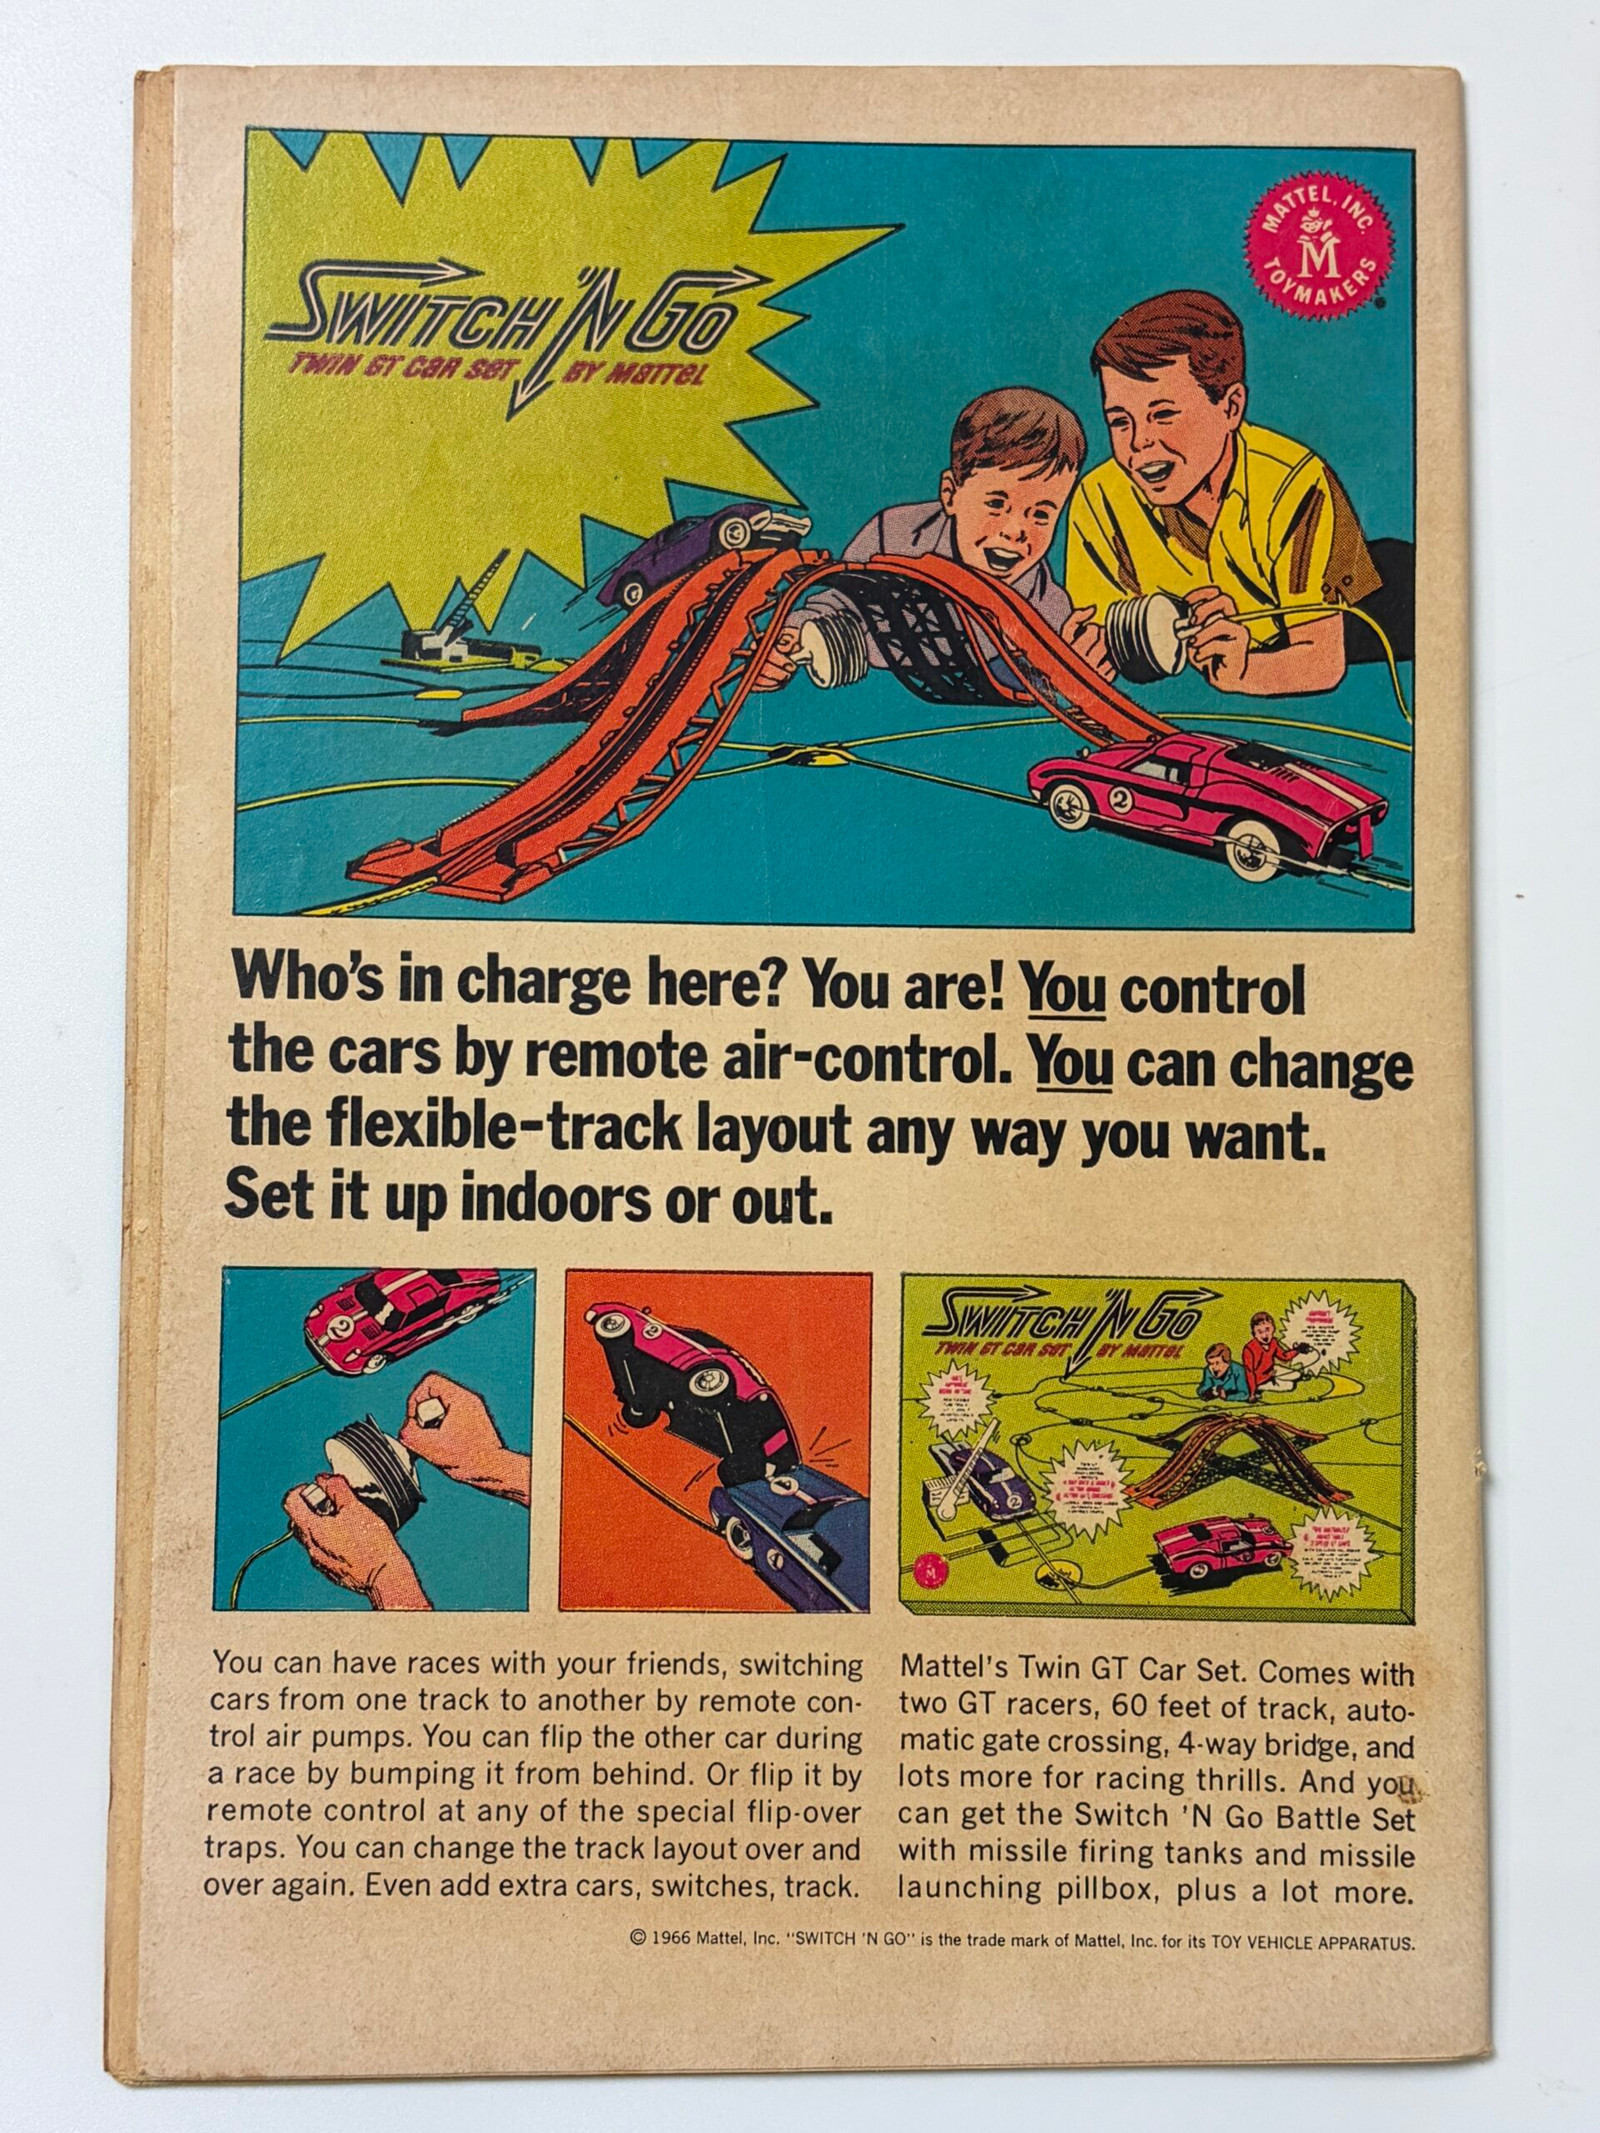 MATTEL, INC.
M
TOYMAKERS
SWITCH 'N GO
TWIN GT CAR SET BY MATTEL
2
Who's in charge here? You are! You control
the cars by remote air-control. You can change
the flexible-track layout any way you want.
Set it up indoors or out.
2
2
4
4
SWITCH 'N GO
TWIN GT CAR SET BY MATTEL
2
2
M
You can have races with your friends, switching
cars from one track to another by remote con-
trol air pumps. You can flip the other car during
a race by bumping it from behind. Or flip it by
remote control at any of the special flip-over
traps. You can change the track layout over and
over again. Even add extra cars, switches, track.
Mattel's Twin GT Car Set. Comes with
two GT racers, 60 feet of track, auto-
matic gate crossing, 4-way bridge, and
lots more for racing thrills. And you
can get the Switch 'N Go Battle Set
with missile firing tanks and missile
launching pillbox, plus a lot more.
© 1966 Mattel, Inc. "SWITCH 'N GO" is the trade mark of Mattel, Inc. for its TOY VEHICLE APPARATUS.